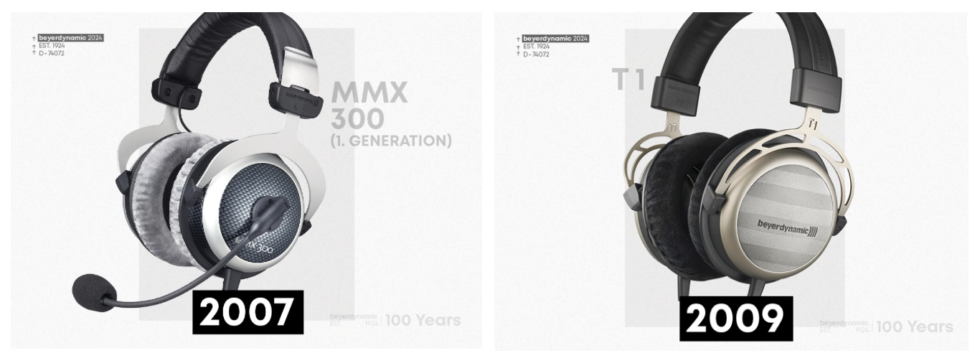 beyerdynamic 2024
EST. 1924
D- 74072
MMX
300
(1. GENERATION)
beyerdynamic
MMX 300
2007
100 Years
beyerdynamic 2024
EST. 1924
D- 74072
T1
T1
beyerdynamic
2009
100 Years